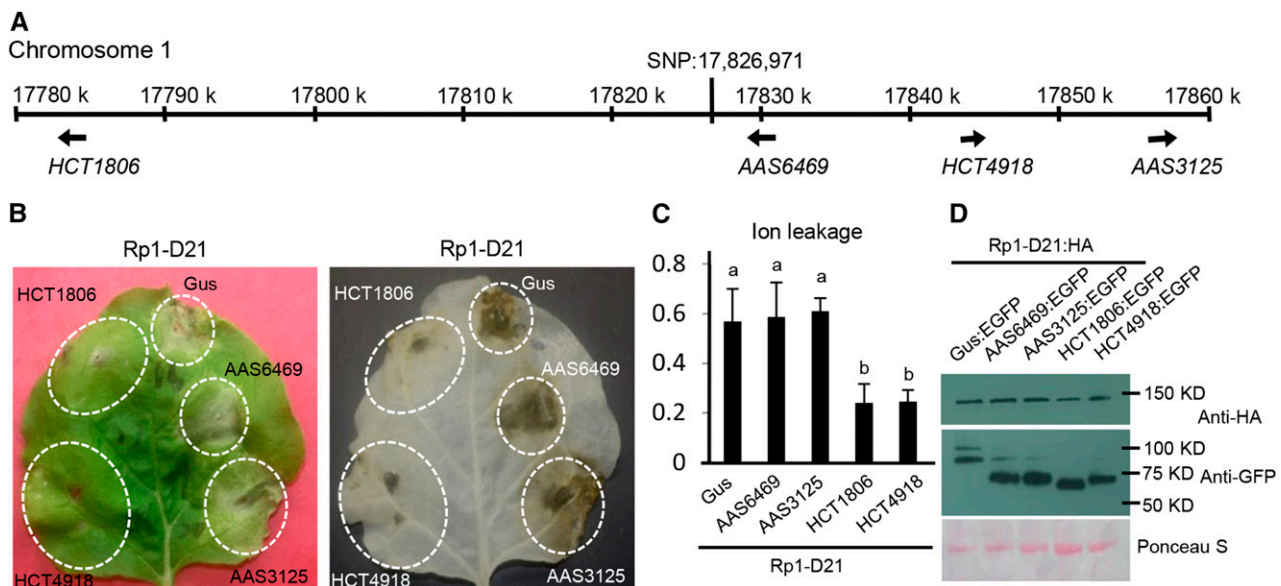 A
Chromosome 1
SNP:17,826,971
17780 k 17790 k 17800 k 17810 k 17820 k 17830 k 17840 k 17850 k 17860 k
HCT1806 AAS6469 HCT4918 AAS3125
B
Rp1-D21 Rp1-D21
HCT1806 Gus
AAS6469
HCT4918 AAS3125
HCT1806 Gus
AAS6469
HCT4918 AAS3125
C
Ion leakage
0.8
0.6
0.4
0.2
0
a a a b b
Gus AAS6469 AAS3125 HCT1806 HCT4918
Rp1-D21
D
Rp1-D21:HA
Gus:EGFP
AAS6469:EGFP
AAS3125:EGFP
HCT1806:EGFP
HCT4918:EGFP
150 KD
Anti-HA
100 KD
75 KD
Anti-GFP
50 KD
Ponceau S